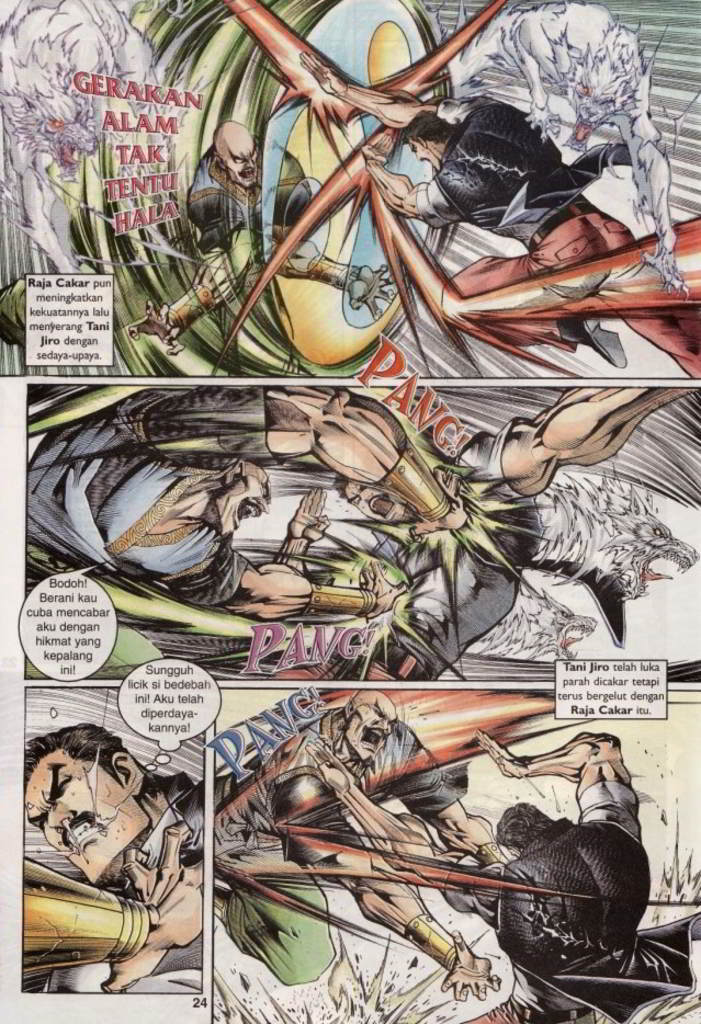 GERAKAN
ALAM
TAK
TENTU
HALA
Raja Cakar pun
meningkatkan
kekuatannya lalu
menyerang Tani
Jiro dengan
sedaya-upaya.
PANG!
Bodoh!
Berani kau
cuba mencabar
aku dengan
hikmat yang
kepalang
ini!
PANG!
Tani Jiro telah luka
parah dicakar tetapi
terus bergelut dengan
Raja Cakar itu.
Sungguh
licik si bedebah
ini! Aku telah
diperdaya-
kannya!
PANG!
24